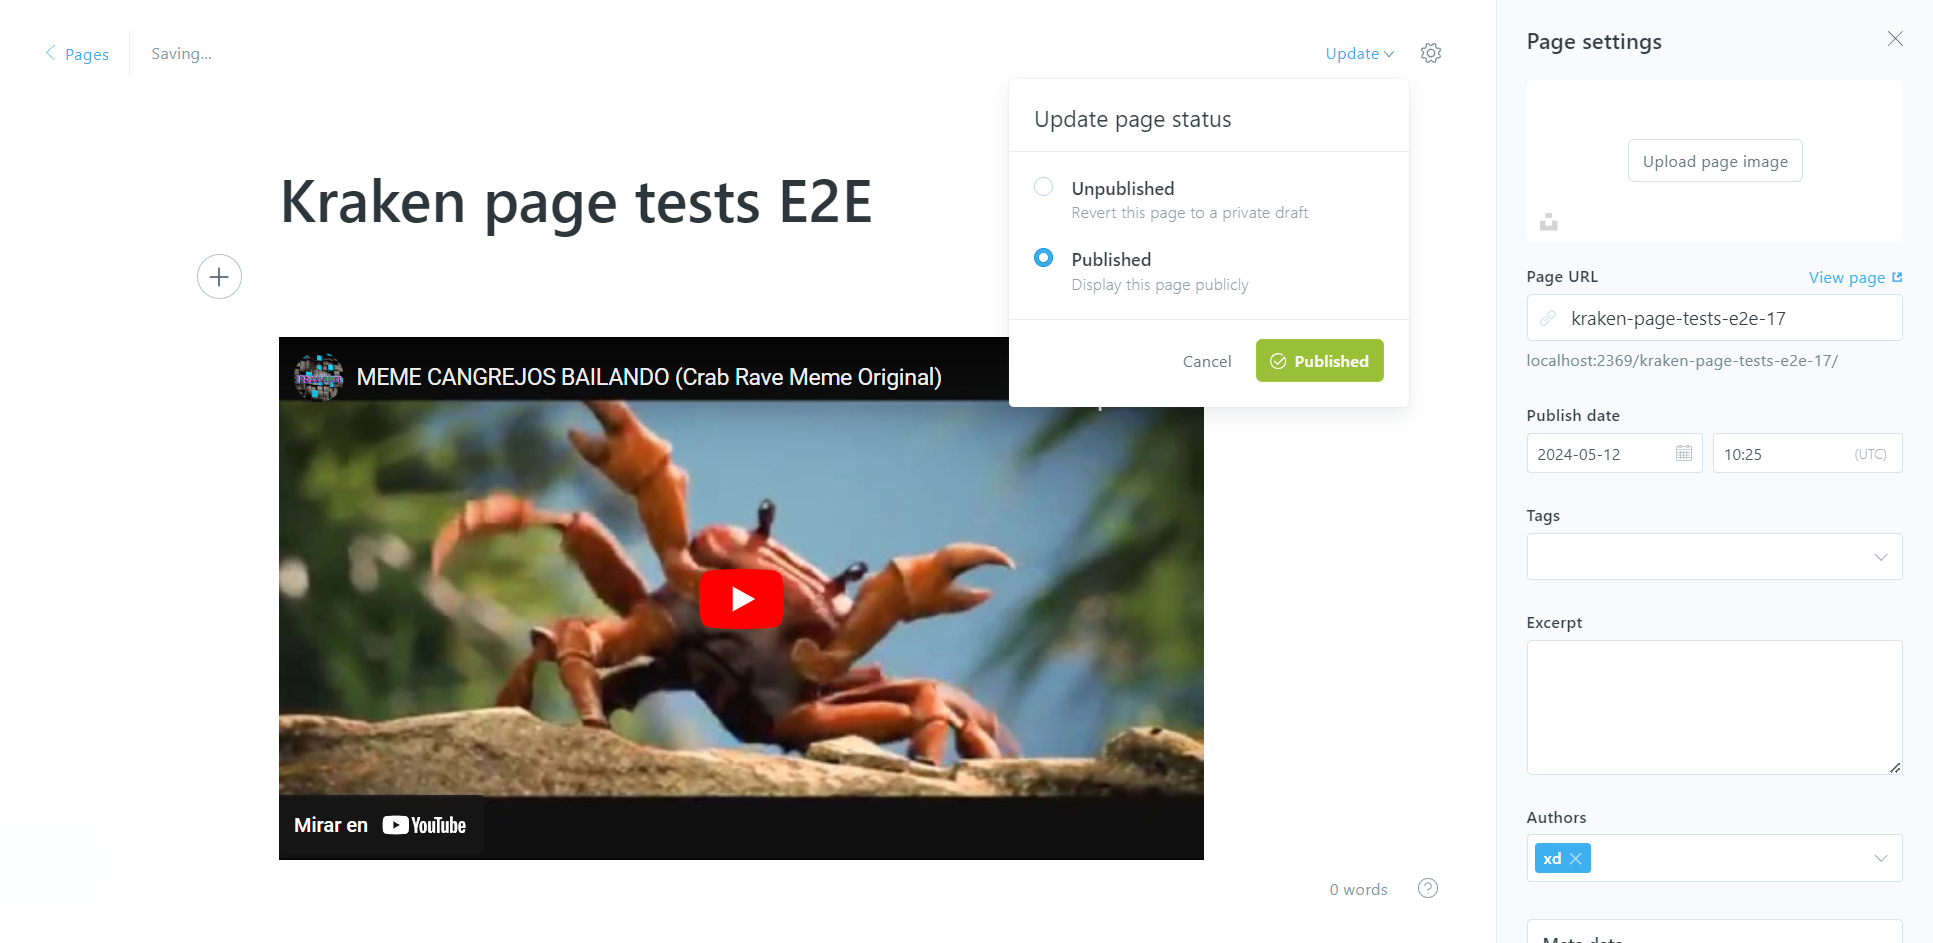 Pages
Saving...
Update
Update page status
Unpublished
Revert this page to a private draft
Published
Display this page publicly
Cancel
Published
Kraken page tests E2E
MEME CANGREJOS BAILANDO (Crab Rave Meme Original)
Mirar en YouTube
0 words
?
Page settings
Upload page image
Page URL
View page
kraken-page-tests-e2e-17
localhost:2369/kraken-page-tests-e2e-17/
Publish date
2024-05-12
10:25 (UTC)
Tags
Excerpt
Authors
xd
Meta data